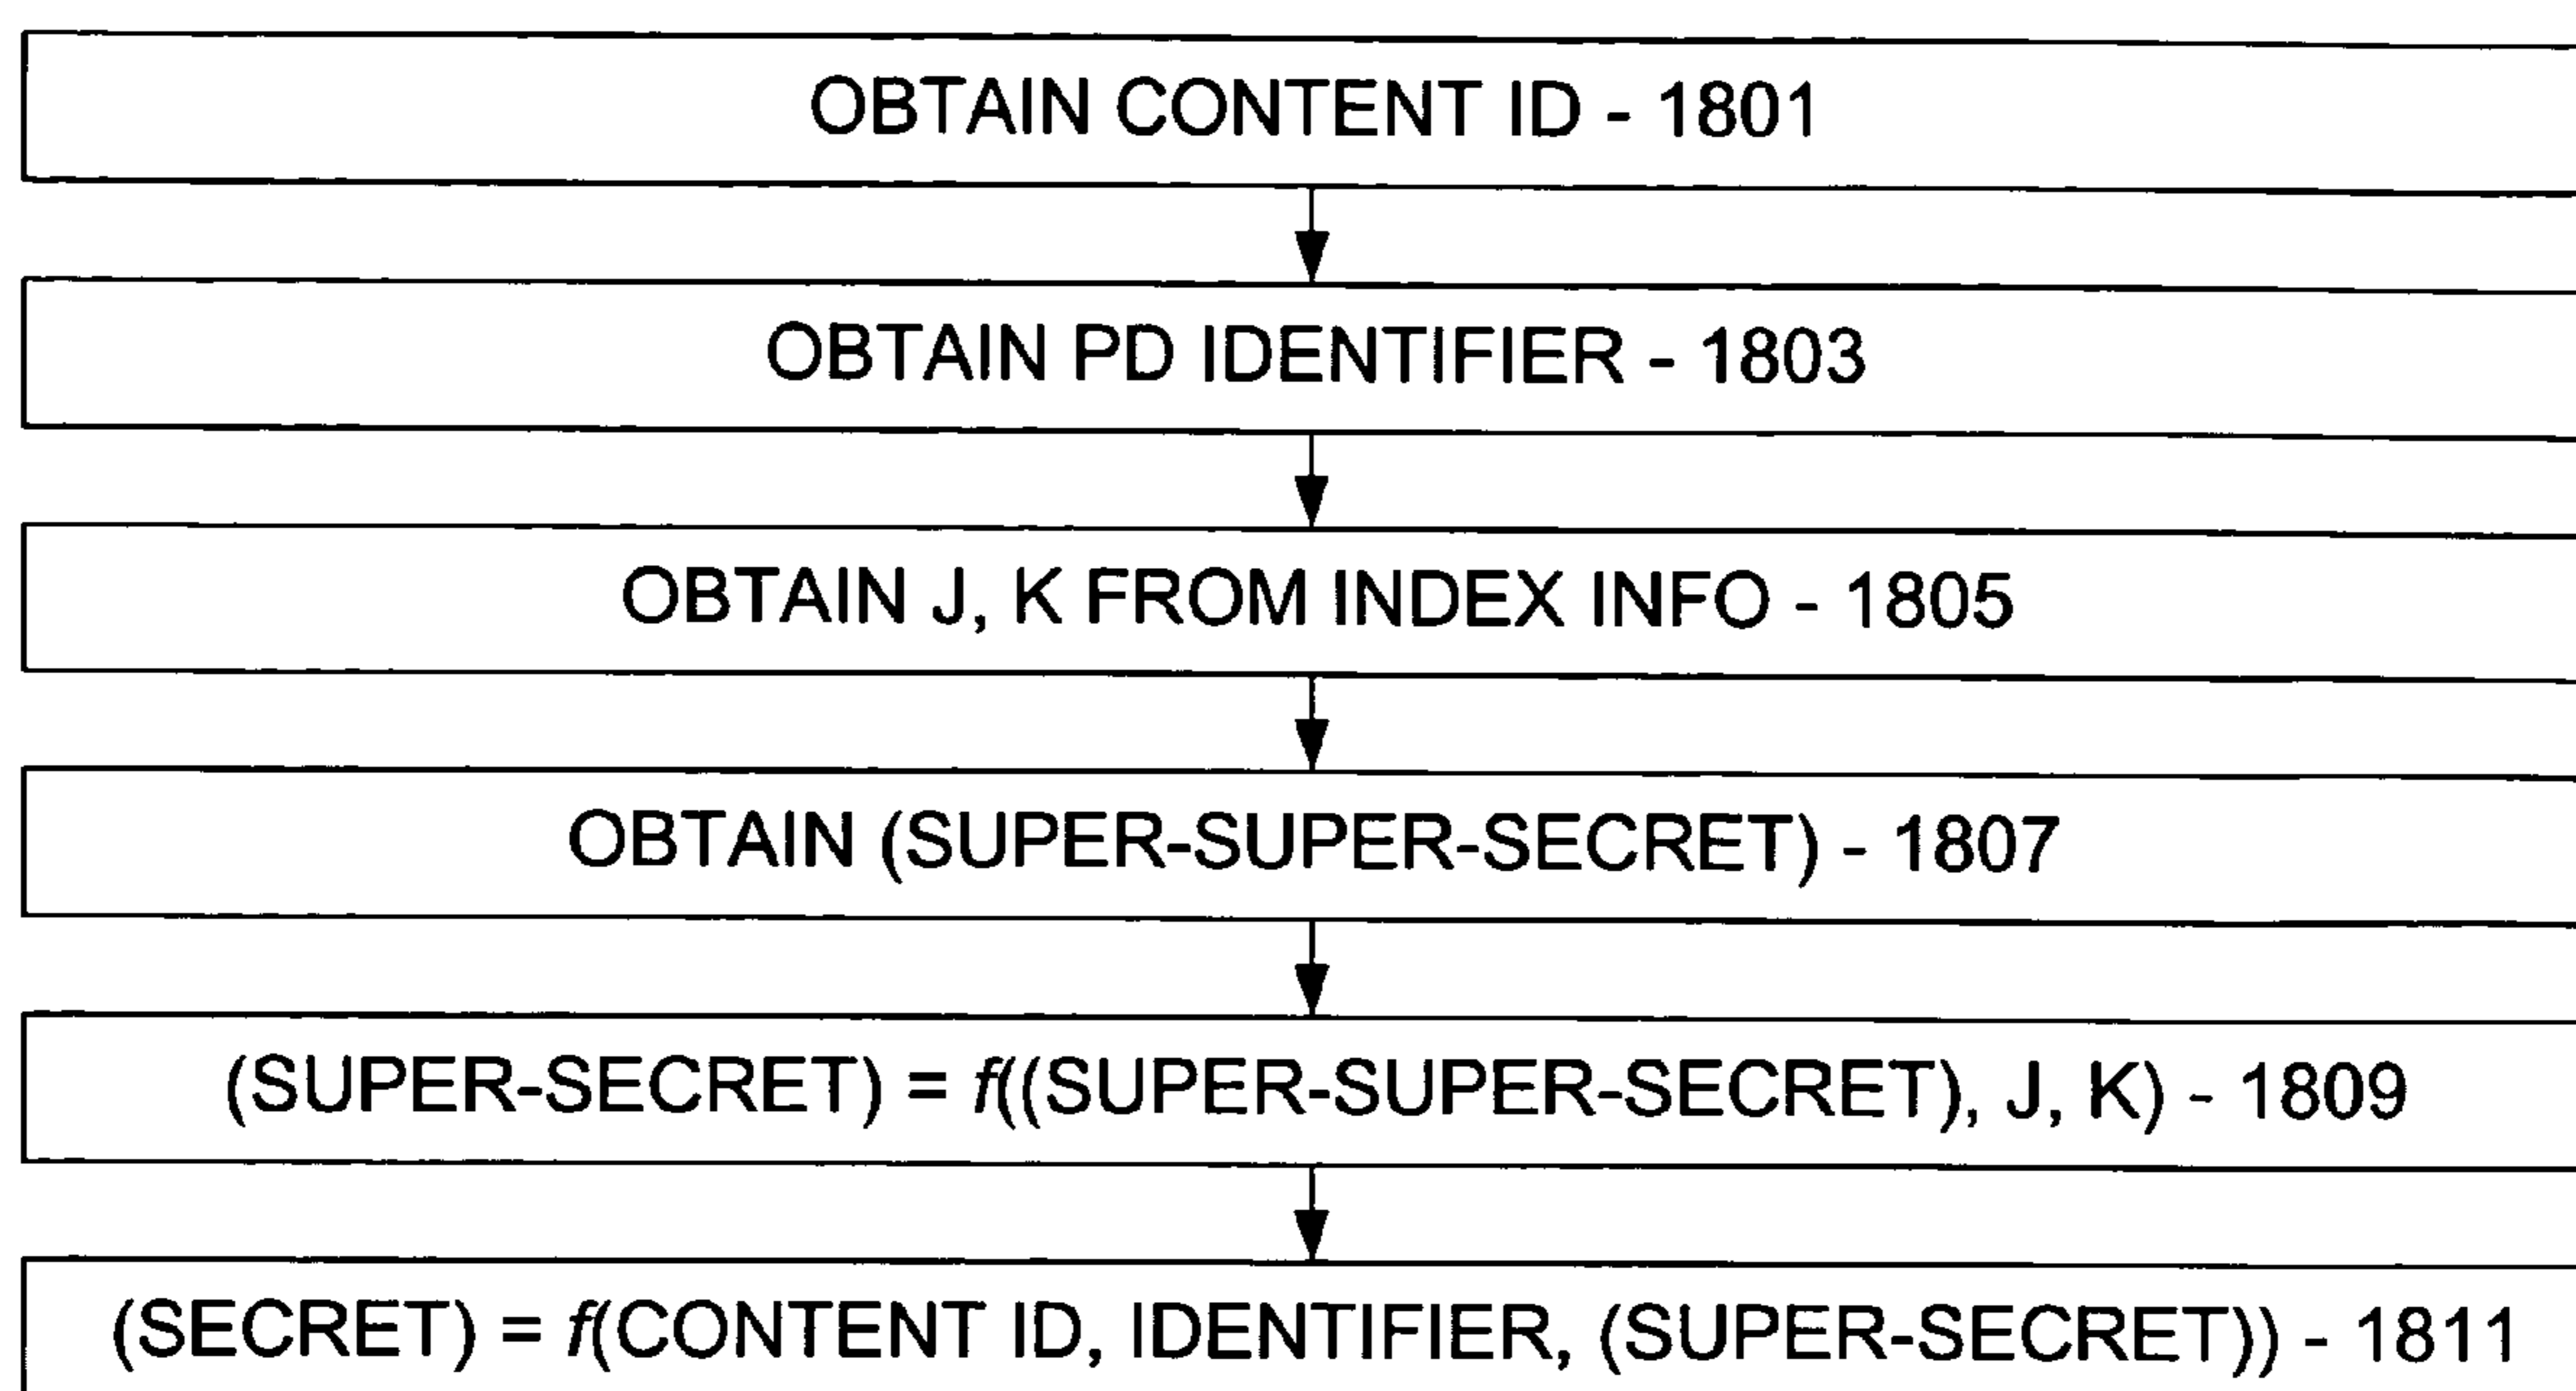 OBTAIN CONTENT ID - 1801
OBTAIN PD IDENTIFIER - 1803
OBTAIN J, K FROM INDEX INFO - 1805
OBTAIN (SUPER-SUPER-SECRET) - 1807
(SUPER-SECRET) = f((SUPER-SUPER-SECRET), J, K) - 1809
(SECRET) = f(CONTENT ID, IDENTIFIER, (SUPER-SECRET)) - 1811